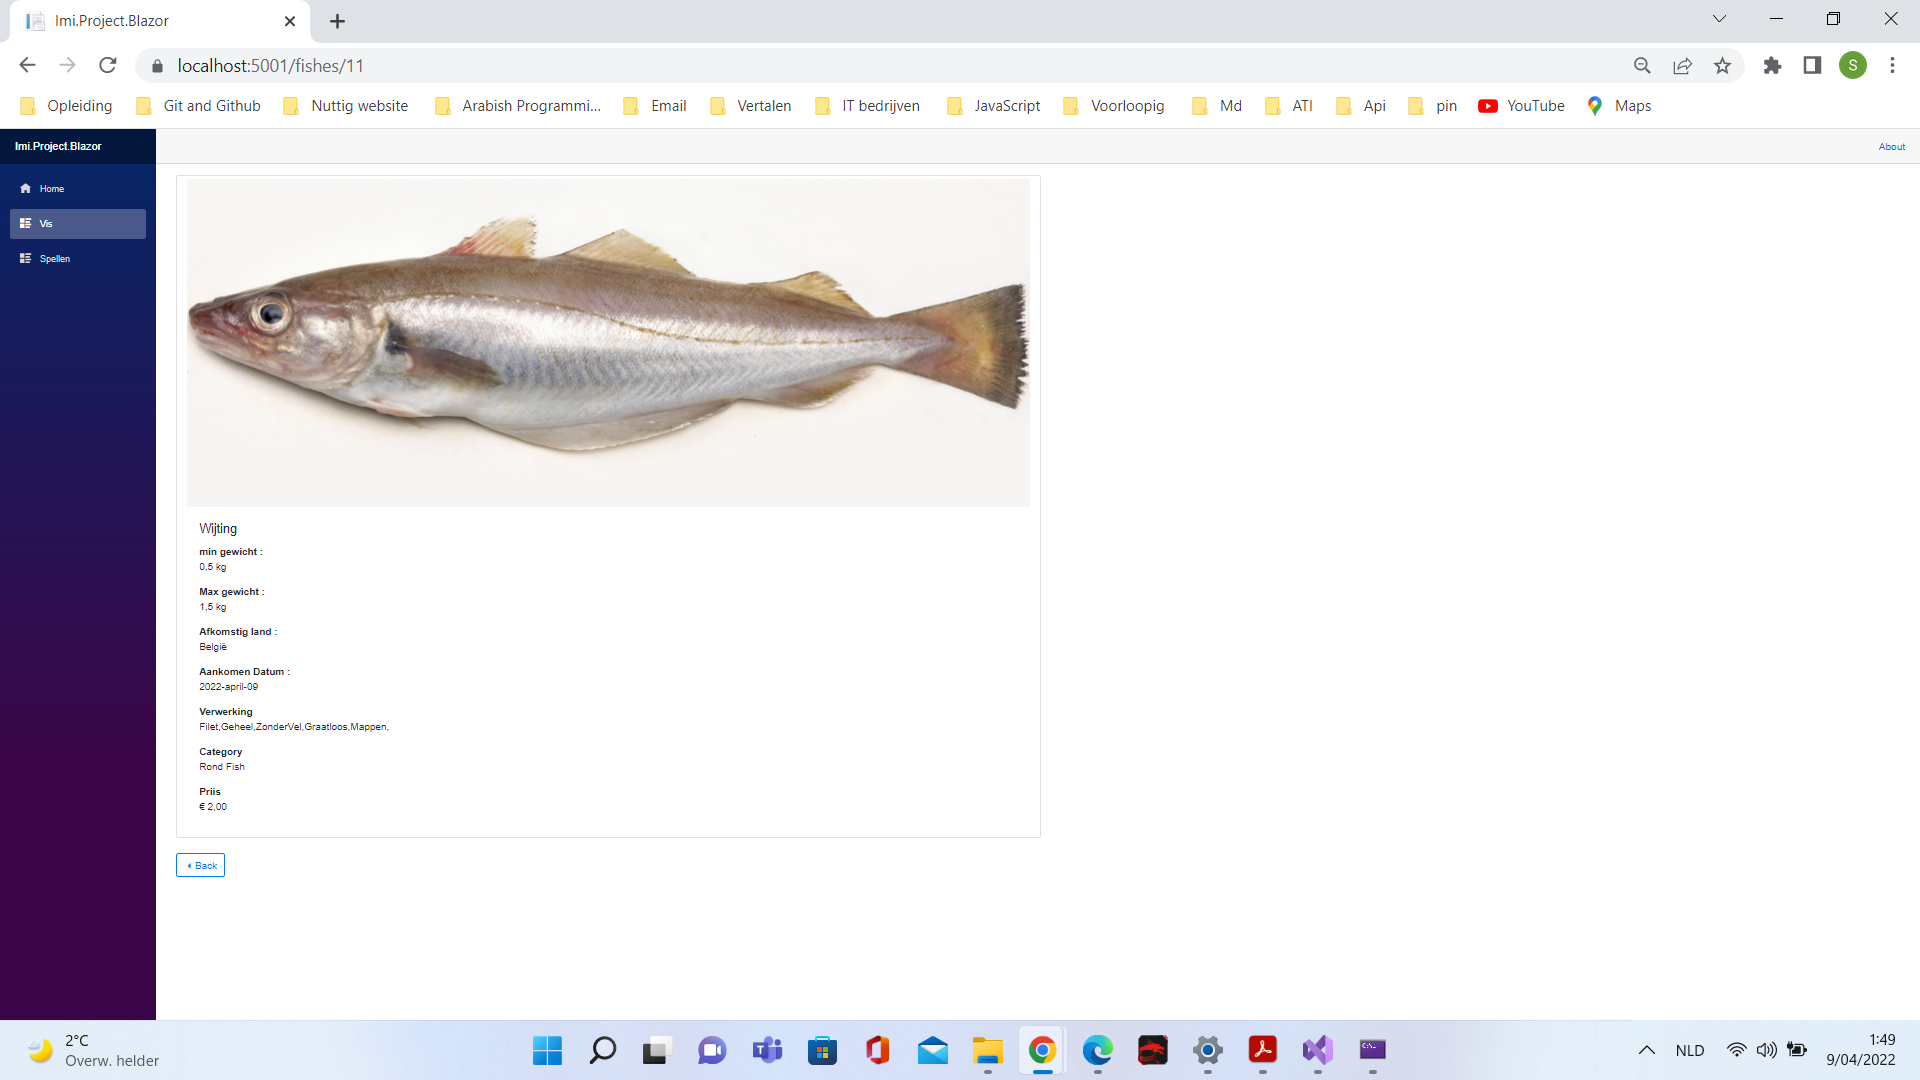 Imi.Project.Blazor
localhost:5001/fishes/11
S
Opleiding Git and Github Nuttig website Arabish Programmi... Email Vertalen IT bedrijven JavaScript Voorloopig Md ATI Api pin YouTube Maps
Imi.Project.Blazor
About
Home
Vis
Spellen
Wijting
min gewicht :
0,5 kg
Max gewicht :
1,5 kg
Afkomstig land :
België
Aankomen Datum :
2022-april-09
Verwerking
Filet,Geheel,ZonderVel,Graatloos,Mappen,
Category
Rond Fish
Priis
€ 2,00
Back
2°C
Overw. helder
NLD
1:49
9/04/2022